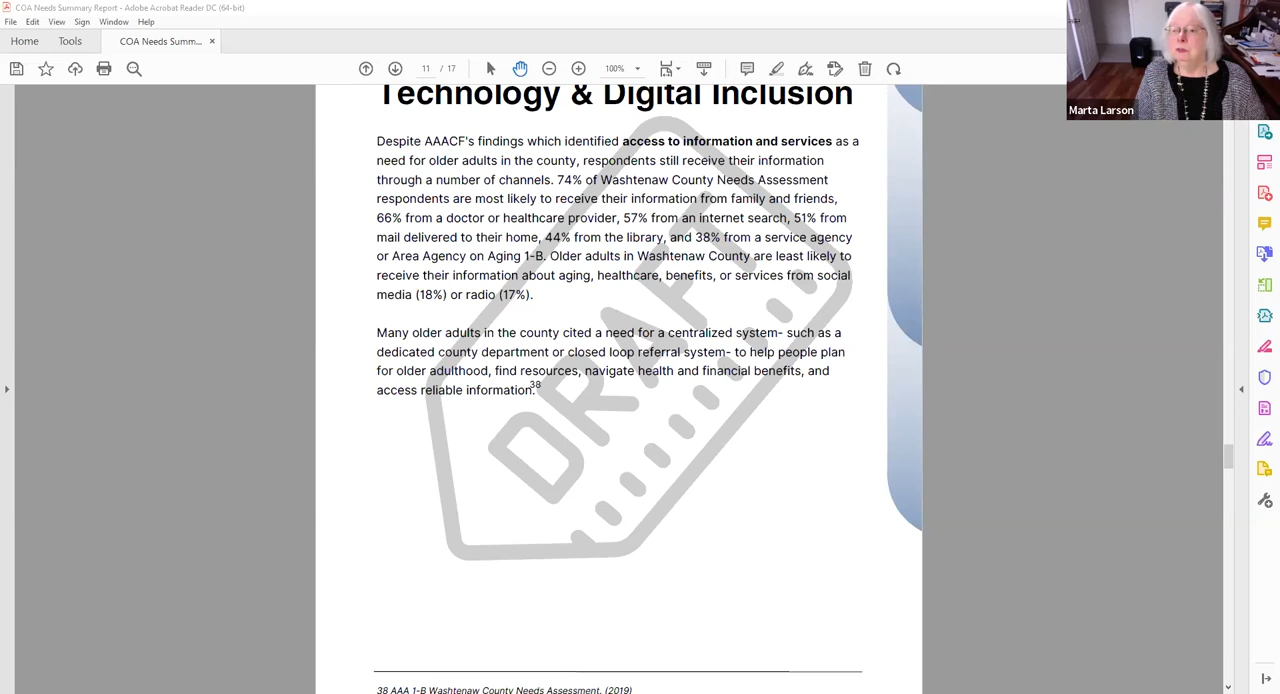 COA Needs Summary Report - Adobe Acrobat Reader DC (64-bit)
File Edit View Sign Window Help
Home Tools COA Needs Summ... ×
11 / 17 100%
Marta Larson
Technology & Digital Inclusion
Despite AAACF's findings which identified access to information and services as a
need for older adults in the county, respondents still receive their information
through a number of channels. 74% of Washtenaw County Needs Assessment
respondents are most likely to receive their information from family and friends,
66% from a doctor or healthcare provider, 57% from an internet search, 51% from
mail delivered to their home, 44% from the library, and 38% from a service agency
or Area Agency on Aging 1-B. Older adults in Washtenaw County are least likely to
receive their information about aging, healthcare, benefits, or services from social
media (18%) or radio (17%).
Many older adults in the county cited a need for a centralized system- such as a
dedicated county department or closed loop referral system- to help people plan
for older adulthood, find resources, navigate health and financial benefits, and
access reliable information.38
DRAFT
38 AAA 1-B Washtenaw County Needs Assessment. (2019)